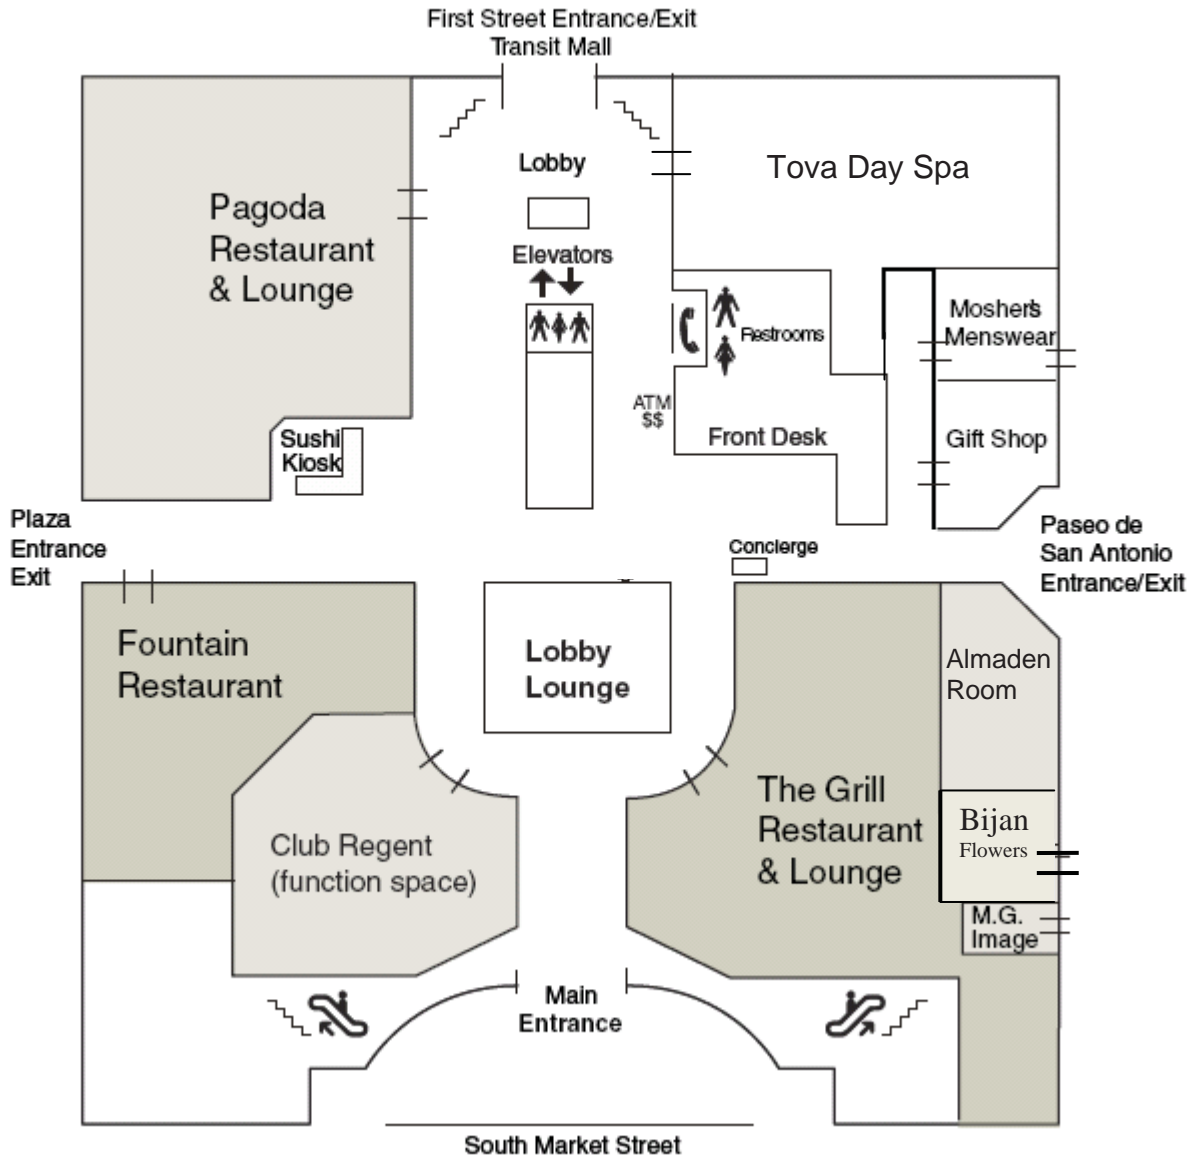 First Street Entrance/Exit
Transit Mall
Lobby
Tova Day Spa
Pagoda
Restaurant
& Lounge
Elevators
Restrooms
Mosher's
Menswear
ATM
$$
Front Desk
Gift Shop
Sushi
Kiosk
Plaza
Entrance
Exit
Concierge
Paseo de
San Antonio
Entrance/Exit
Fountain
Restaurant
Lobby
Lounge
Almaden
Room
The Grill
Restaurant
& Lounge
Bijan
Flowers
Club Regent
(function space)
M.G.
Image
Main
Entrance
South Market Street